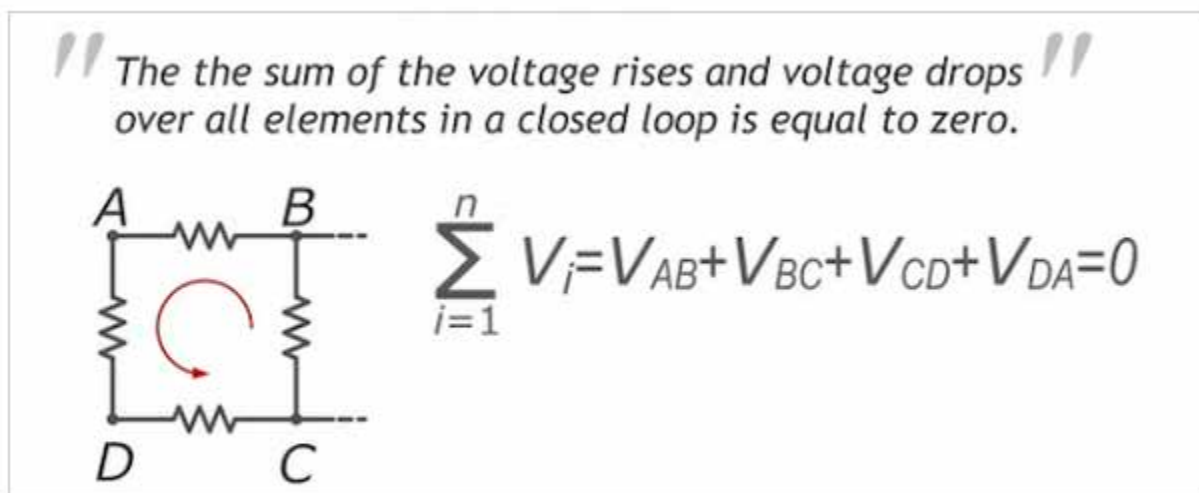 "The the sum of the voltage rises and voltage drops"
over all elements in a closed loop is equal to zero.
A B
n
∑ Vi=VAB+VBC+VCD+VDA=0
i=1
D C